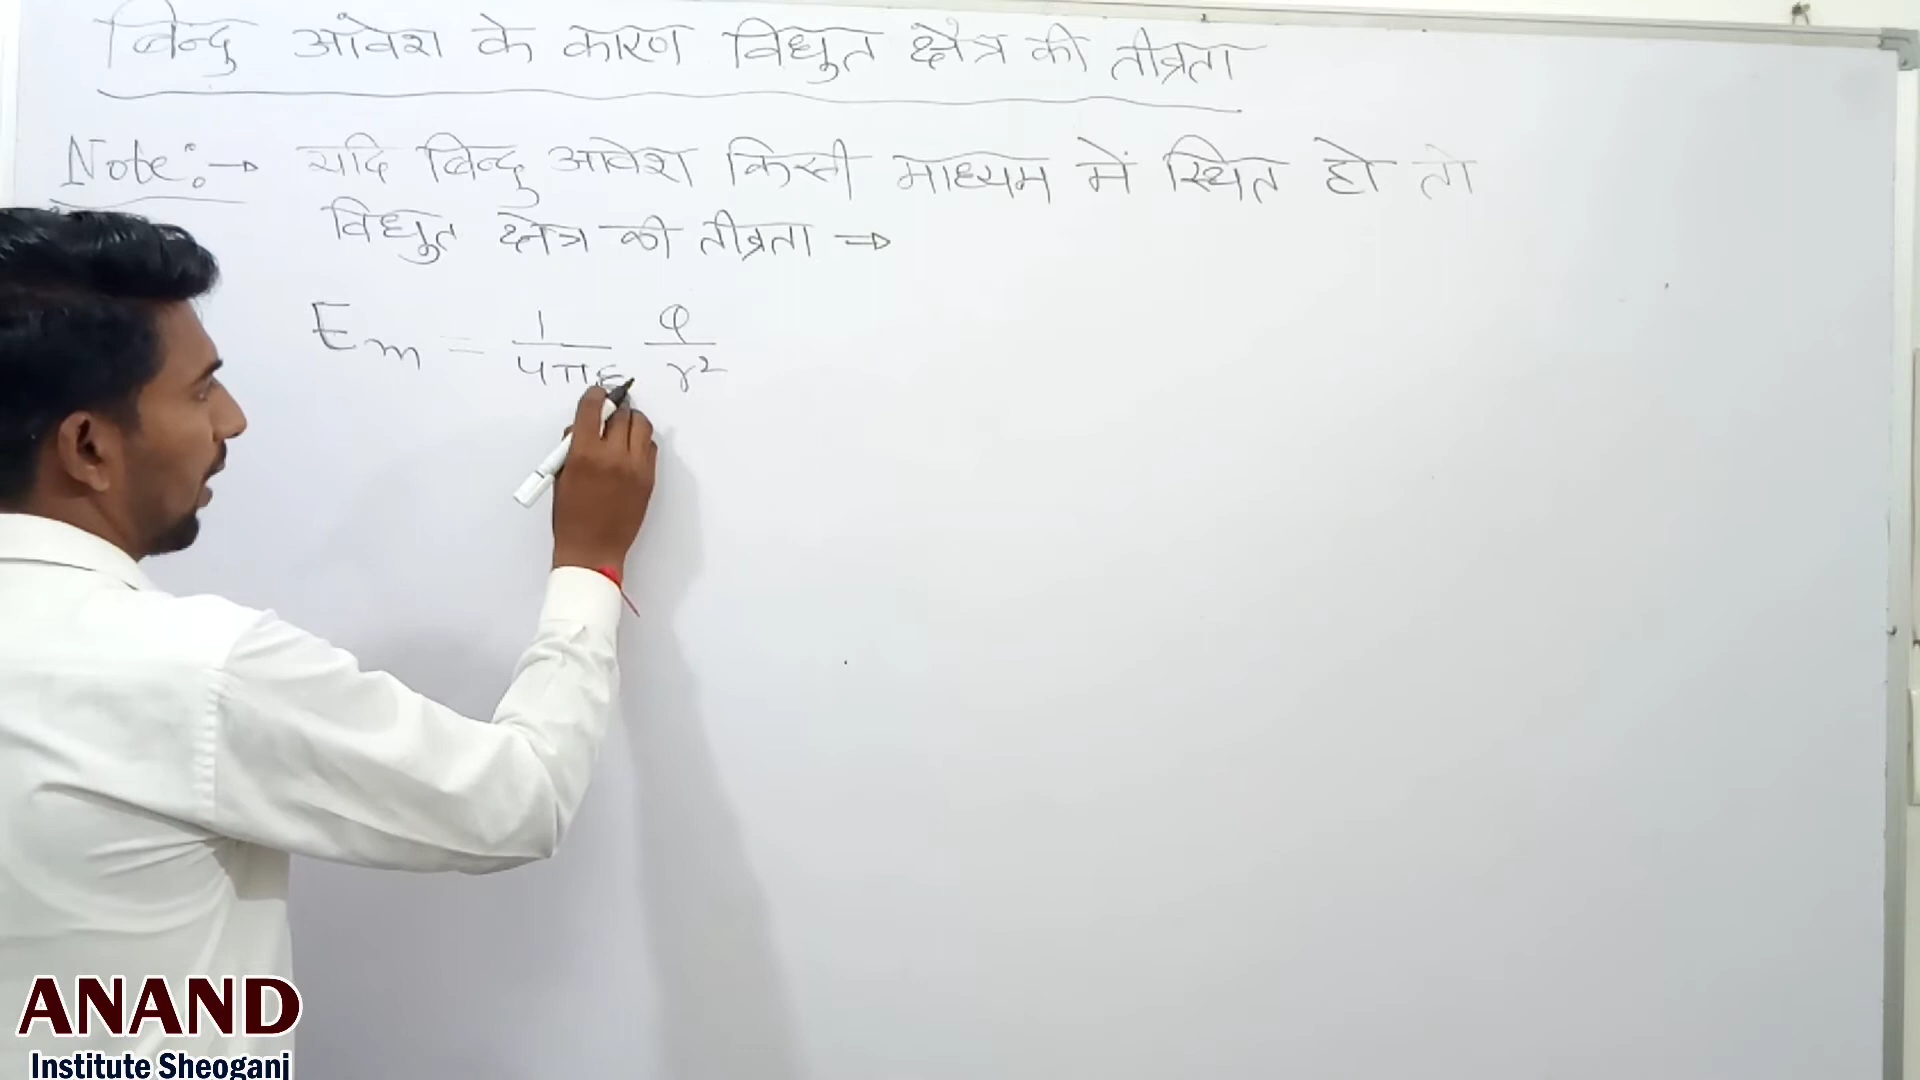 बिन्दु आवेश के कारण विधुत क्षेत्र की तीव्रता
Note:→ यदि बिन्दु आवेश किसी माध्यम में स्थित हो तो
विधुत क्षेत्र की तीव्रता ⇒
Em = 1/4πε Q/r²
ANAND
Institute Sheoganj